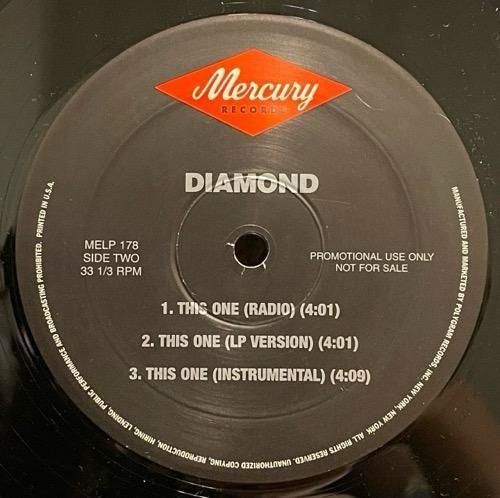 Mercury
RECORDS
DIAMOND
MELP 178
SIDE TWO
33 1/3 RPM
PROMOTIONAL USE ONLY
NOT FOR SALE
1. THIS ONE (RADIO) (4:01)
2. THIS ONE (LP VERSION) (4:01)
3. THIS ONE (INSTRUMENTAL) (4:09)
MANUFACTURED AND MARKETED BY POLYGRAM RECORDS, INC. NEW YORK, NEW YORK. ALL RIGHTS RESERVED. UNAUTHORIZED COPYING, REPRODUCTION, HIRING, LENDING, PUBLIC PERFORMANCE AND BROADCASTING PROHIBITED. PRINTED IN U.S.A.